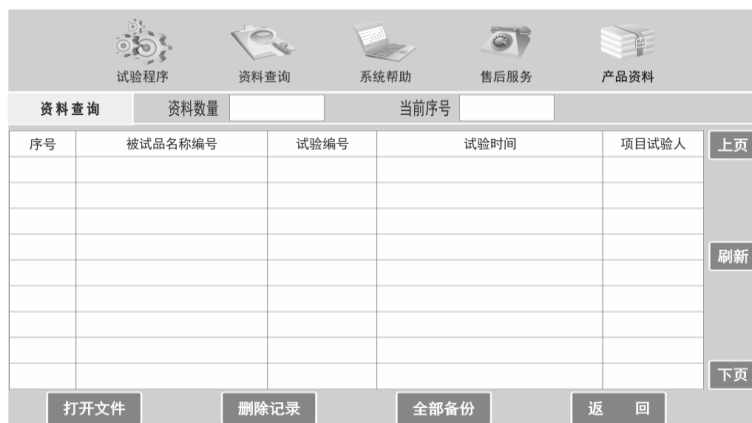 试验程序 资料查询 系统帮助 售后服务 产品资料
资料查询 资料数量 当前序号
序号 被试品名称编号 试验编号 试验时间 项目试验人 上页
刷新
下页
打开文件 删除记录 全部备份 返 回